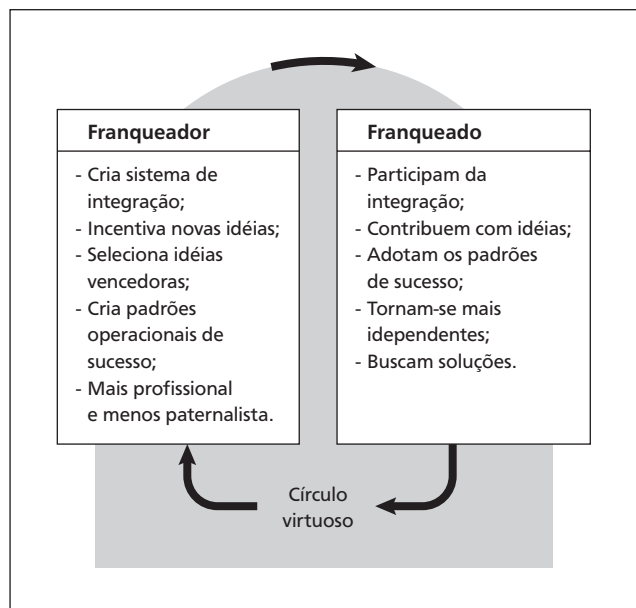 Franqueador
- Cria sistema de
integração;
- Incentiva novas idéias;
- Seleciona idéias
vencedoras;
- Cria padrões
operacionais de
sucesso;
- Mais profissional
e menos paternalista.
Franqueado
- Participam da
integração;
- Contribuem com idéias;
- Adotam os padrões
de sucesso;
- Tornam-se mais
idependentes;
- Buscam soluções.
Círculo
virtuoso